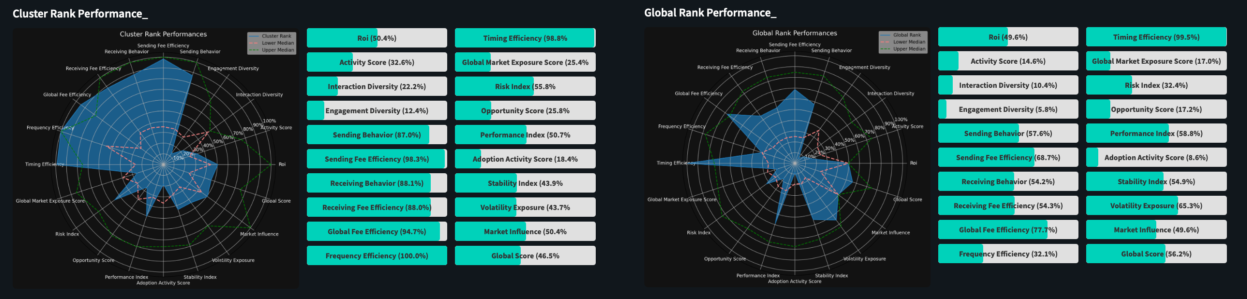 Cluster Rank Performance_
Cluster Rank Performances
Cluster Rank
Lower Median
Upper Median
Sending Fee Efficiency
Receiving Behavior
Sending Behavior
Receiving Fee Efficiency
Engagnment Diversity
Global Fee Efficiency
Interaction Diversity
Frequency Efficiency
Activity Score
Timing Efficiency
Roi
Global Market Exposure Score
Global Score
Risk Index
Market Influence
Opportunity Score
Volatility Exposure
Performance Index
Stability Index
Adoption Activity Score
Roi (50.4%)
Timing Efficiency (98.8%
Activity Score (32.6%)
Global Market Exposure Score (25.4%
Interaction Diversity (22.2%)
Risk Index (55.8%
Engagement Diversity (12.4%)
Opportunity Score (25.8%
Sending Behavior (87.0%)
Performance Index (50.7%
Sending Fee Efficiency (98.3%)
Adoption Activity Score (18.4%
Receiving Behavior (88.1%)
Stability Index (43.9%
Receiving Fee Efficiency (88.0%)
Volatility Exposure (43.7%
Global Fee Efficiency (94.7%)
Market Influence (50.4%
Frequency Efficiency (100.0%)
Global Score (46.5%
Global Rank Performance_
Global Rank Performances
Global Rank
Lower Median
Upper Median
Sending Fee Efficiency
Receiving Behavior
Sending Behavior
Receiving Fee Efficiency
Engagnment Diversity
Global Fee Efficiency
Interaction Diversity
Frequency Efficiency
Activity Score
Timing Efficiency
Roi
Global Market Exposure Score
Global Score
Risk Index
Market Influence
Opportunity Score
Volatility Exposure
Performance Index
Stability Index
Adoption Activity Score
Roi (49.6%)
Timing Efficiency (99.5%)
Activity Score (14.6%)
Global Market Exposure Score (17.0%)
Interaction Diversity (10.4%)
Risk Index (32.4%)
Engagement Diversity (5.8%)
Opportunity Score (17.2%)
Sending Behavior (57.6%)
Performance Index (58.8%)
Sending Fee Efficiency (68.7%)
Adoption Activity Score (8.6%)
Receiving Behavior (54.2%)
Stability Index (54.9%)
Receiving Fee Efficiency (54.3%)
Volatility Exposure (65.3%)
Global Fee Efficiency (77.7%)
Market Influence (49.6%)
Frequency Efficiency (32.1%)
Global Score (56.2%)